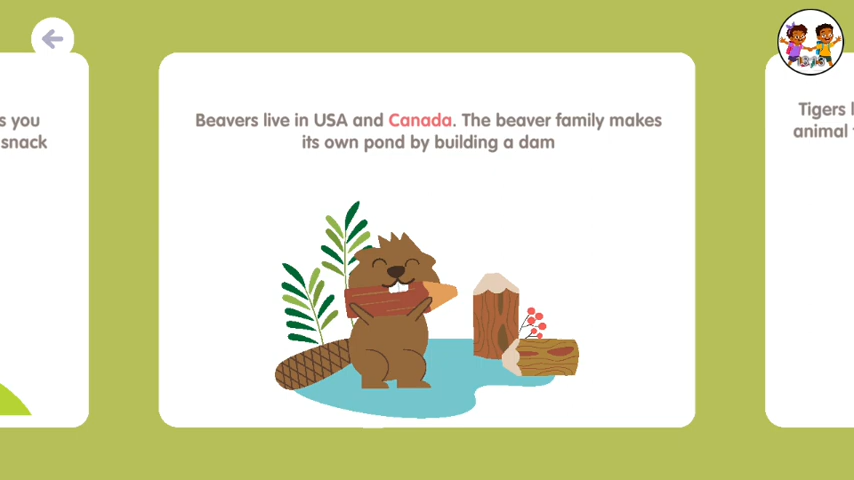 s you
snack
Beavers live in USA and Canada. The beaver family makes
its own pond by building a dam
Tigers l
animal